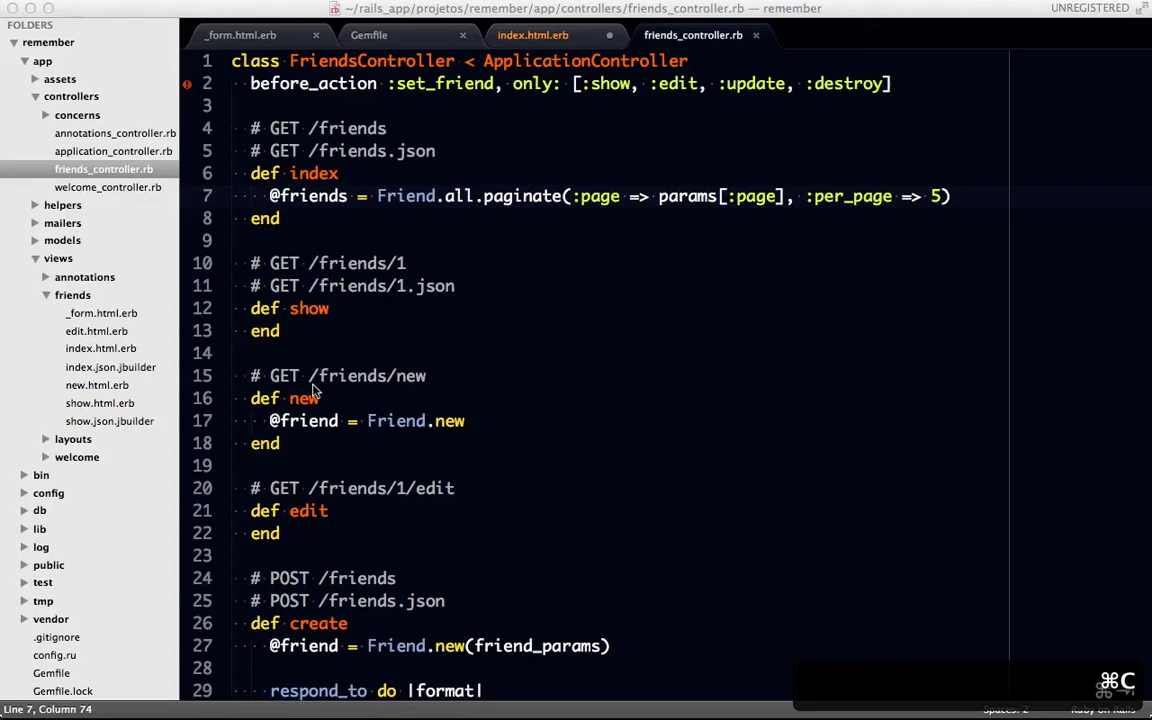 ~/rails_app/projetos/remember/app/controllers/friends_controller.rb — remember
UNREGISTERED
FOLDERS
remember
app
assets
controllers
concerns
annotations_controller.rb
application_controller.rb
friends_controller.rb
welcome_controller.rb
helpers
mailers
models
views
annotations
friends
_form.html.erb
edit.html.erb
index.html.erb
index.json.jbuilder
new.html.erb
show.html.erb
show.json.jbuilder
layouts
welcome
bin
config
db
lib
log
public
test
tmp
vendor
.gitignore
config.ru
Gemfile
Gemfile.lock
_form.html.erb × Gemfile × index.html.erb friends_controller.rb ×
1 class FriendsController < ApplicationController
2 before_action :set_friend, only: [:show, :edit, :update, :destroy]
3
4 # GET /friends
5 # GET /friends.json
6 def index
7 @friends = Friend.all.paginate(:page => params[:page], :per_page => 5)
8 end
9
10 # GET /friends/1
11 # GET /friends/1.json
12 def show
13 end
14
15 # GET /friends/new
16 def new
17 @friend = Friend.new
18 end
19
20 # GET /friends/1/edit
21 def edit
22 end
23
24 # POST /friends
25 # POST /friends.json
26 def create
27 @friend = Friend.new(friend_params)
28
29 respond_to do |format|
⌘C
Line 7, Column 74
Spaces: 2
Ruby on Rails